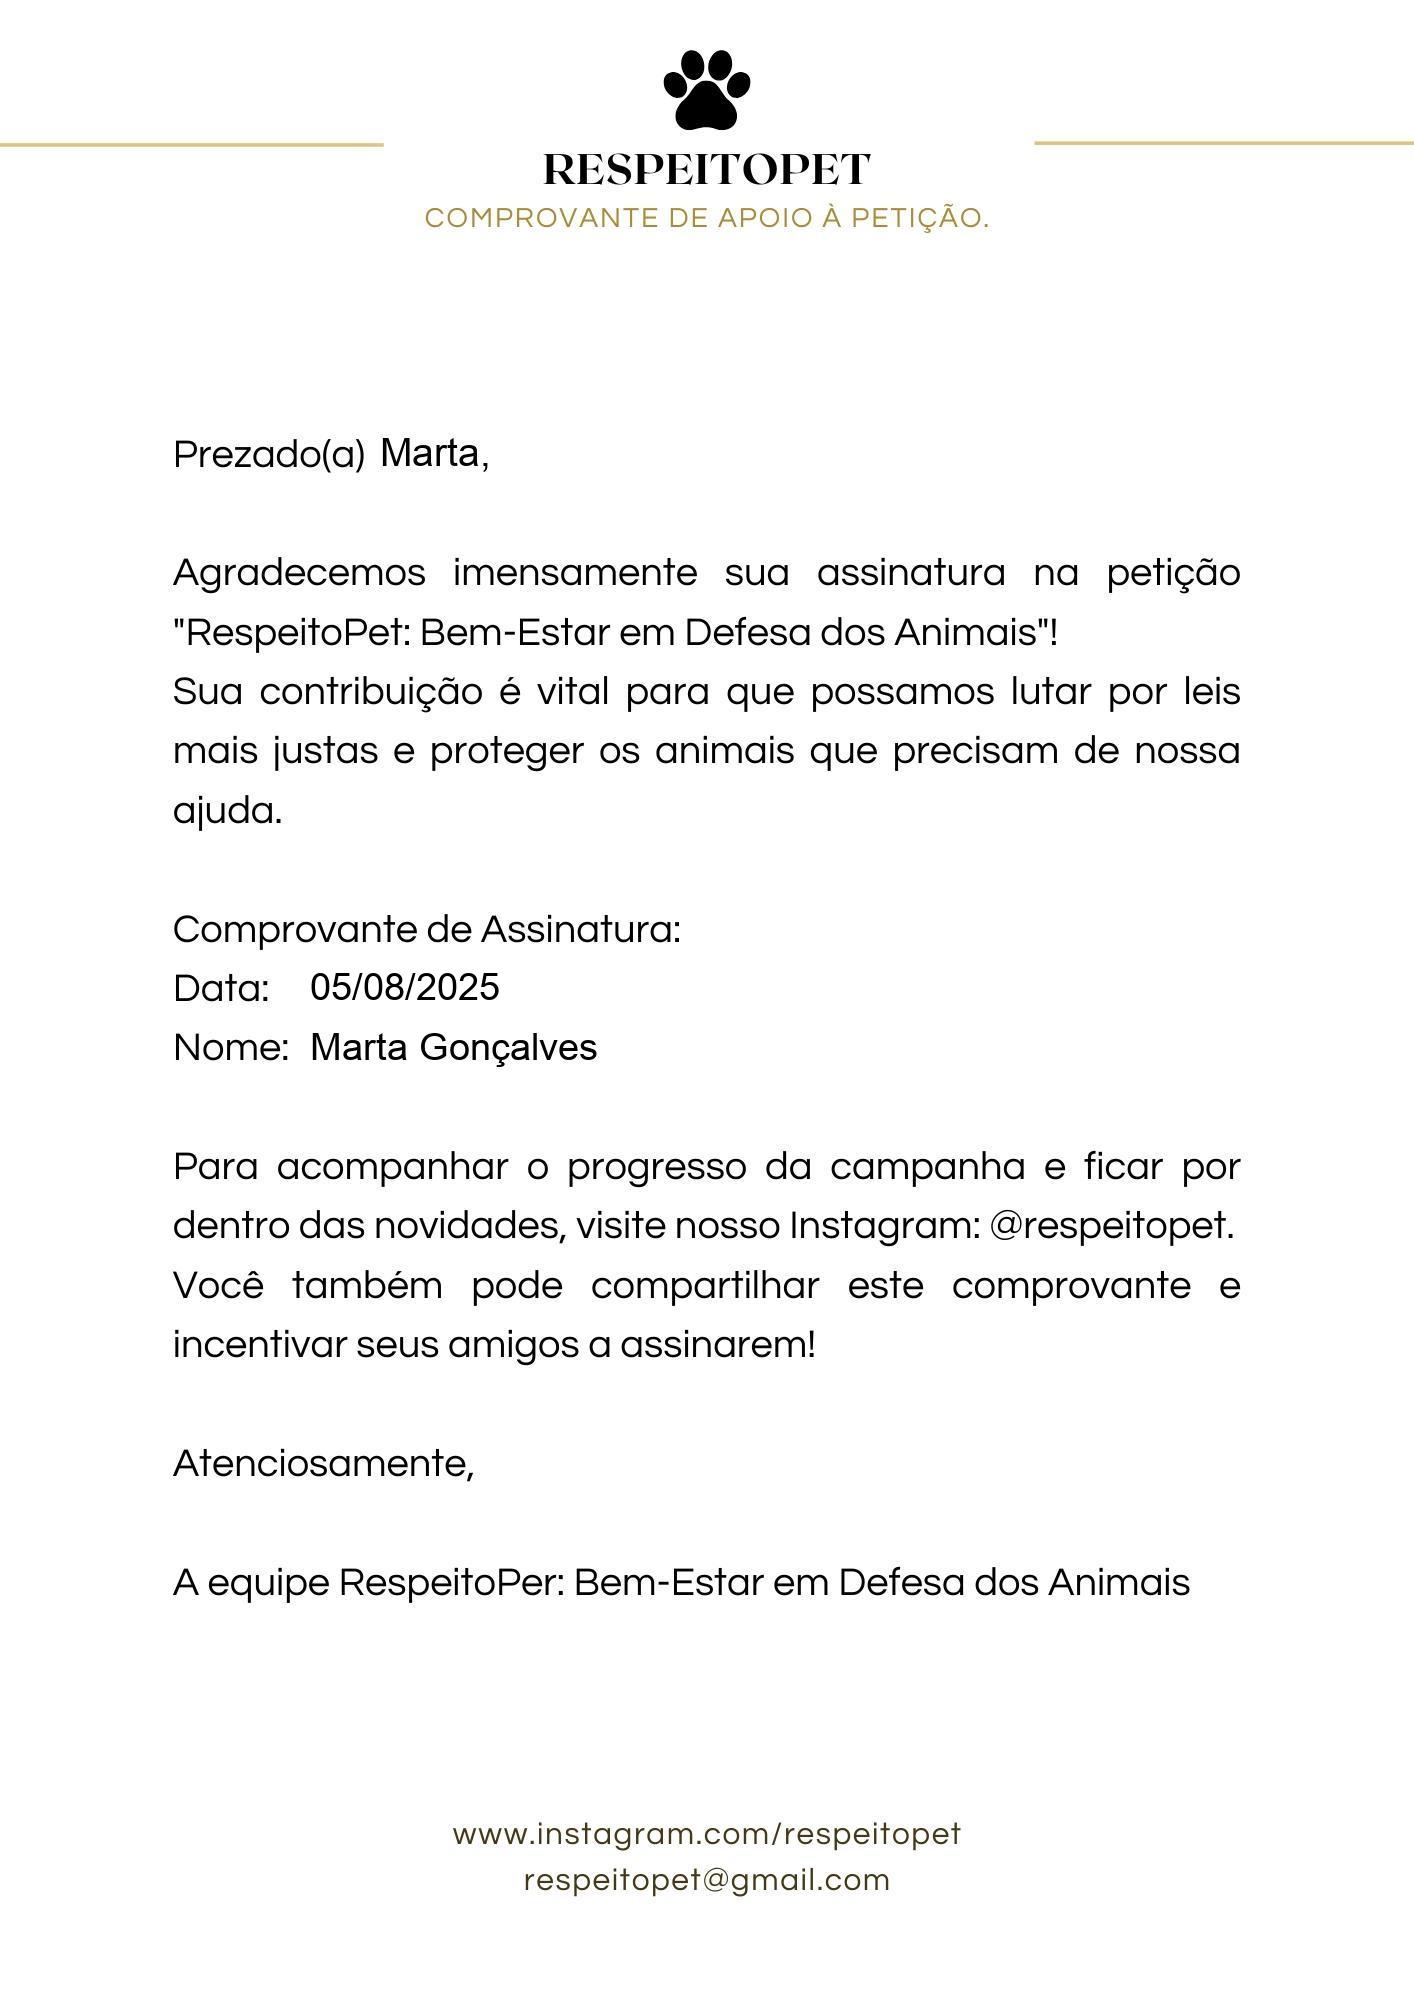 RESPEITOPET
COMPROVANTE DE APOIO À PETIÇÃO.
Prezado(a) Marta,
Agradecemos imensamente sua assinatura na petição
"RespeitoPet: Bem-Estar em Defesa dos Animais"!
Sua contribuição é vital para que possamos lutar por leis
mais justas e proteger os animais que precisam de nossa
ajuda.
Comprovante de Assinatura:
Data: 05/08/2025
Nome: Marta Gonçalves
Para acompanhar o progresso da campanha e ficar por
dentro das novidades, visite nosso Instagram: @respeitopet.
Você também pode compartilhar este comprovante e
incentivar seus amigos a assinarem!
Atenciosamente,
A equipe RespeitoPer: Bem-Estar em Defesa dos Animais
www.instagram.com/respeitopet
respeitopet@gmail.com